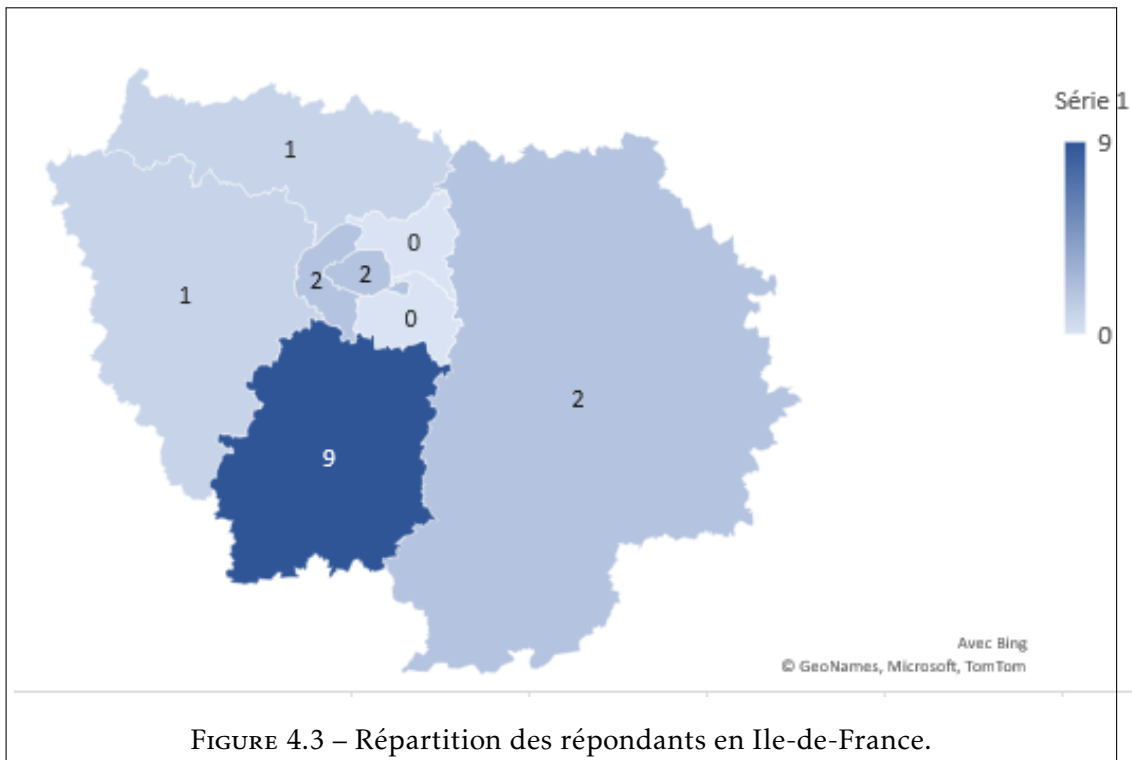 Série 1
9
0
1
0
2
2
1
0
2
9
Avec Bing
© GeoNames, Microsoft, TomTom
FIGURE 4.3 – Répartition des répondants en Ile-de-France.